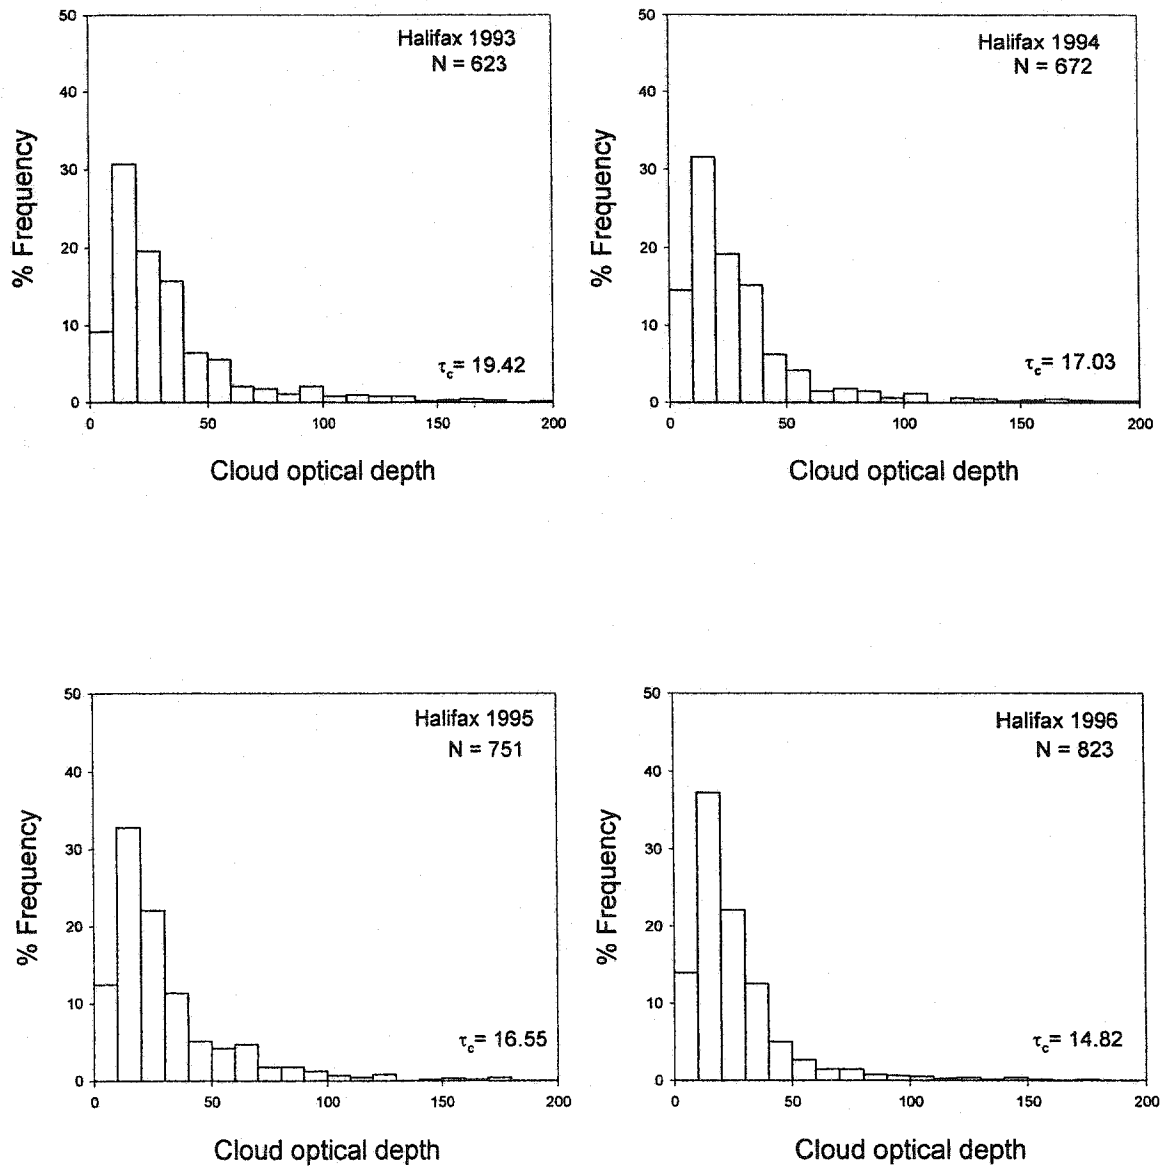 Halifax 1993
N = 623
50
40
30
20
10
0
% Frequency
τc= 19.42
0 50 100 150 200
Cloud optical depth
Halifax 1994
N = 672
50
40
30
20
10
0
% Frequency
τc= 17.03
0 50 100 150 200
Cloud optical depth
Halifax 1995
N = 751
50
40
30
20
10
0
% Frequency
τc= 16.55
0 50 100 150 200
Cloud optical depth
Halifax 1996
N = 823
50
40
30
20
10
0
% Frequency
τc= 14.82
0 50 100 150 200
Cloud optical depth